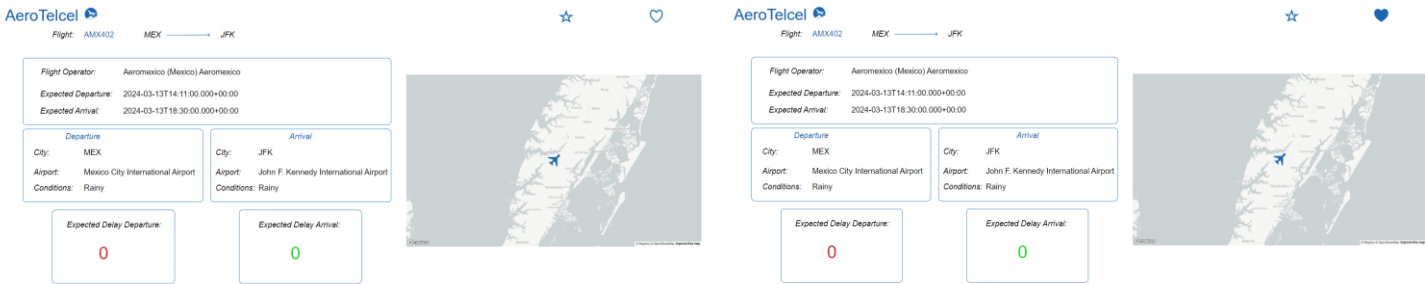 AeroTelcel
Flight: AMX402 MEX JFK
Flight Operator: Aeromexico (Mexico) Aeromexico
Expected Departure: 2024-03-13T14:11:00.000+00:00
Expected Arrival: 2024-03-13T18:30:00.000+00:00
Departure
City: MEX
Airport: Mexico City International Airport
Conditions: Rainy
Arrival
City: JFK
Airport: John F. Kennedy International Airport
Conditions: Rainy
Expected Delay Departure:
0
Expected Delay Arrival:
0
AeroTelcel
Flight: AMX402 MEX JFK
Flight Operator: Aeromexico (Mexico) Aeromexico
Expected Departure: 2024-03-13T14:11:00.000+00:00
Expected Arrival: 2024-03-13T18:30:00.000+00:00
Departure
City: MEX
Airport: Mexico City International Airport
Conditions: Rainy
Arrival
City: JFK
Airport: John F. Kennedy International Airport
Conditions: Rainy
Expected Delay Departure:
0
Expected Delay Arrival:
0